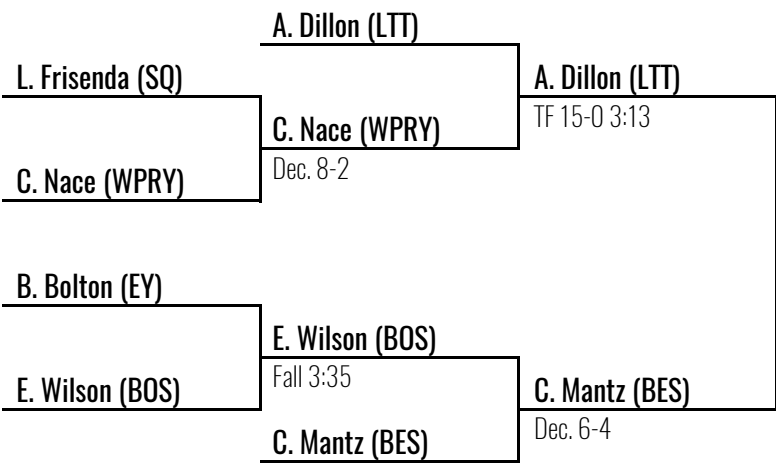 A. Dillon (LTT)
L. Frisenda (SQ)
A. Dillon (LTT)
TF 15-0 3:13
C. Nace (WPRY)
Dec. 8-2
C. Nace (WPRY)
B. Bolton (EY)
E. Wilson (BOS)
Fall 3:35
E. Wilson (BOS)
C. Mantz (BES)
Dec. 6-4
C. Mantz (BES)